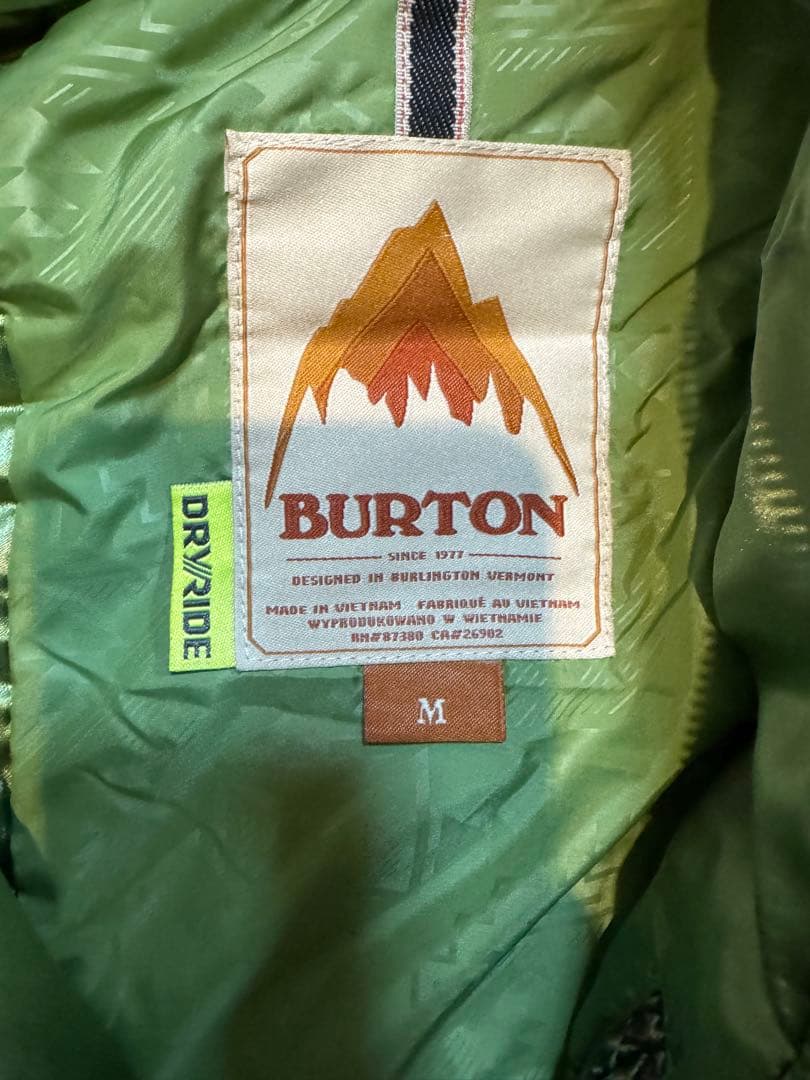 BURTON
SINCE 1977
DESIGNED IN BURLINGTON VERMONT
MADE IN VIETNAM FABRIQUÉ AU VIETNAM
WYPRODUKOWANO W WIETNAMIE
RN#87380 CA#26902
DRY//RIDE
M